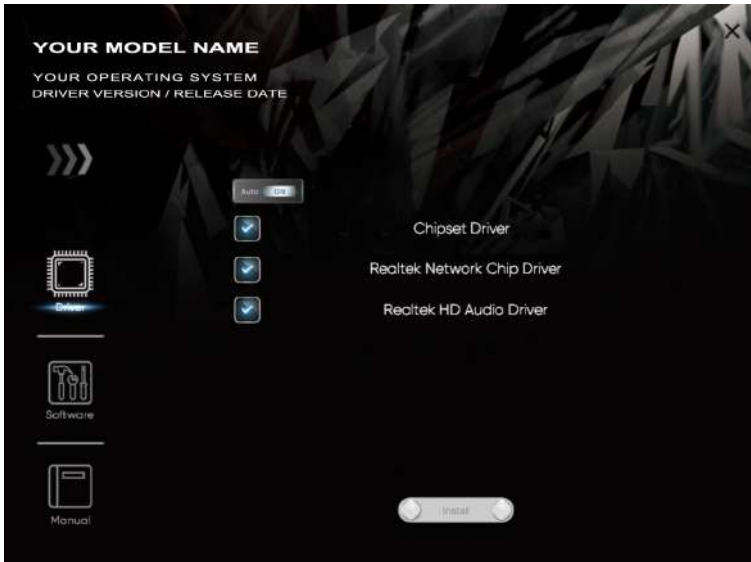 YOUR MODEL NAME
YOUR OPERATING SYSTEM
DRIVER VERSION / RELEASE DATE
Auto ON
Chipset Driver
Realtek Network Chip Driver
Realtek HD Audio Driver
Driver
Software
Manual
Install